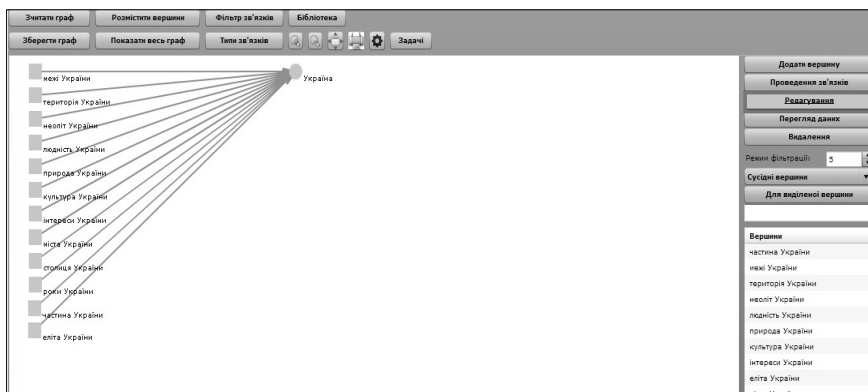 Зчитати граф Розмістити вершини Фільтр зв'язків Бібліотека
Зберегти граф Показати весь граф Типи зв'язків Задачі
межі України
Україна
територія України
неоліт України
людність України
природа України
культура України
інтереси України
міста України
столиця України
роки України
частина України
еліта України
Додати вершину
Проведення зв'язків
Редагування
Перегляд даних
Видалення
Режим фільтрації: 5
Сусідні вершини
Для виділеної вершини
Вершини
частина України
межі України
територія України
неоліт України
людність України
природа України
культура України
інтереси України
еліта України